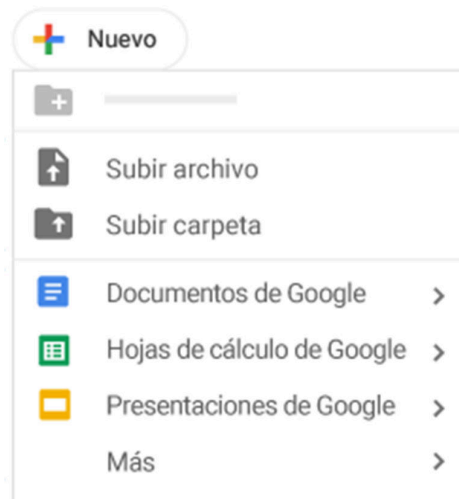 Nuevo
Subir archivo
Subir carpeta
Documentos de Google
Hojas de cálculo de Google
Presentaciones de Google
Más